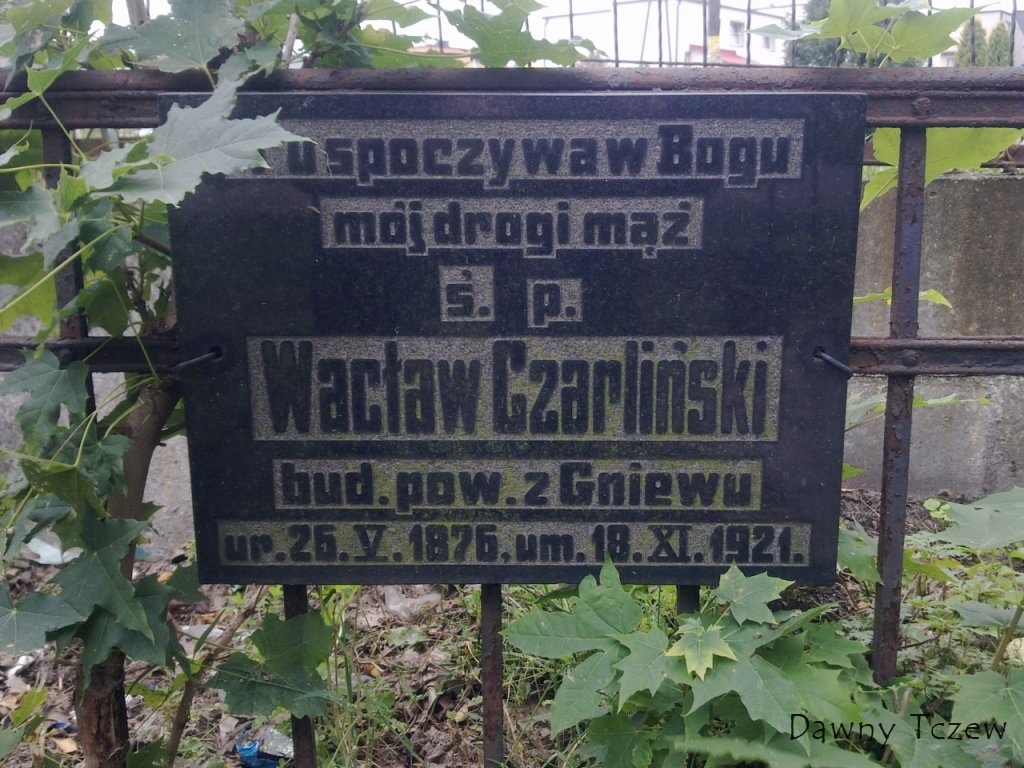 uspoczywa w Bogu
mój drogi mąż
ś. p.
Wacław Czarliński
bud. pow. z Gniewu
ur. 26. V. 1876, um. 18. XI. 1921.
Dawny Tczew